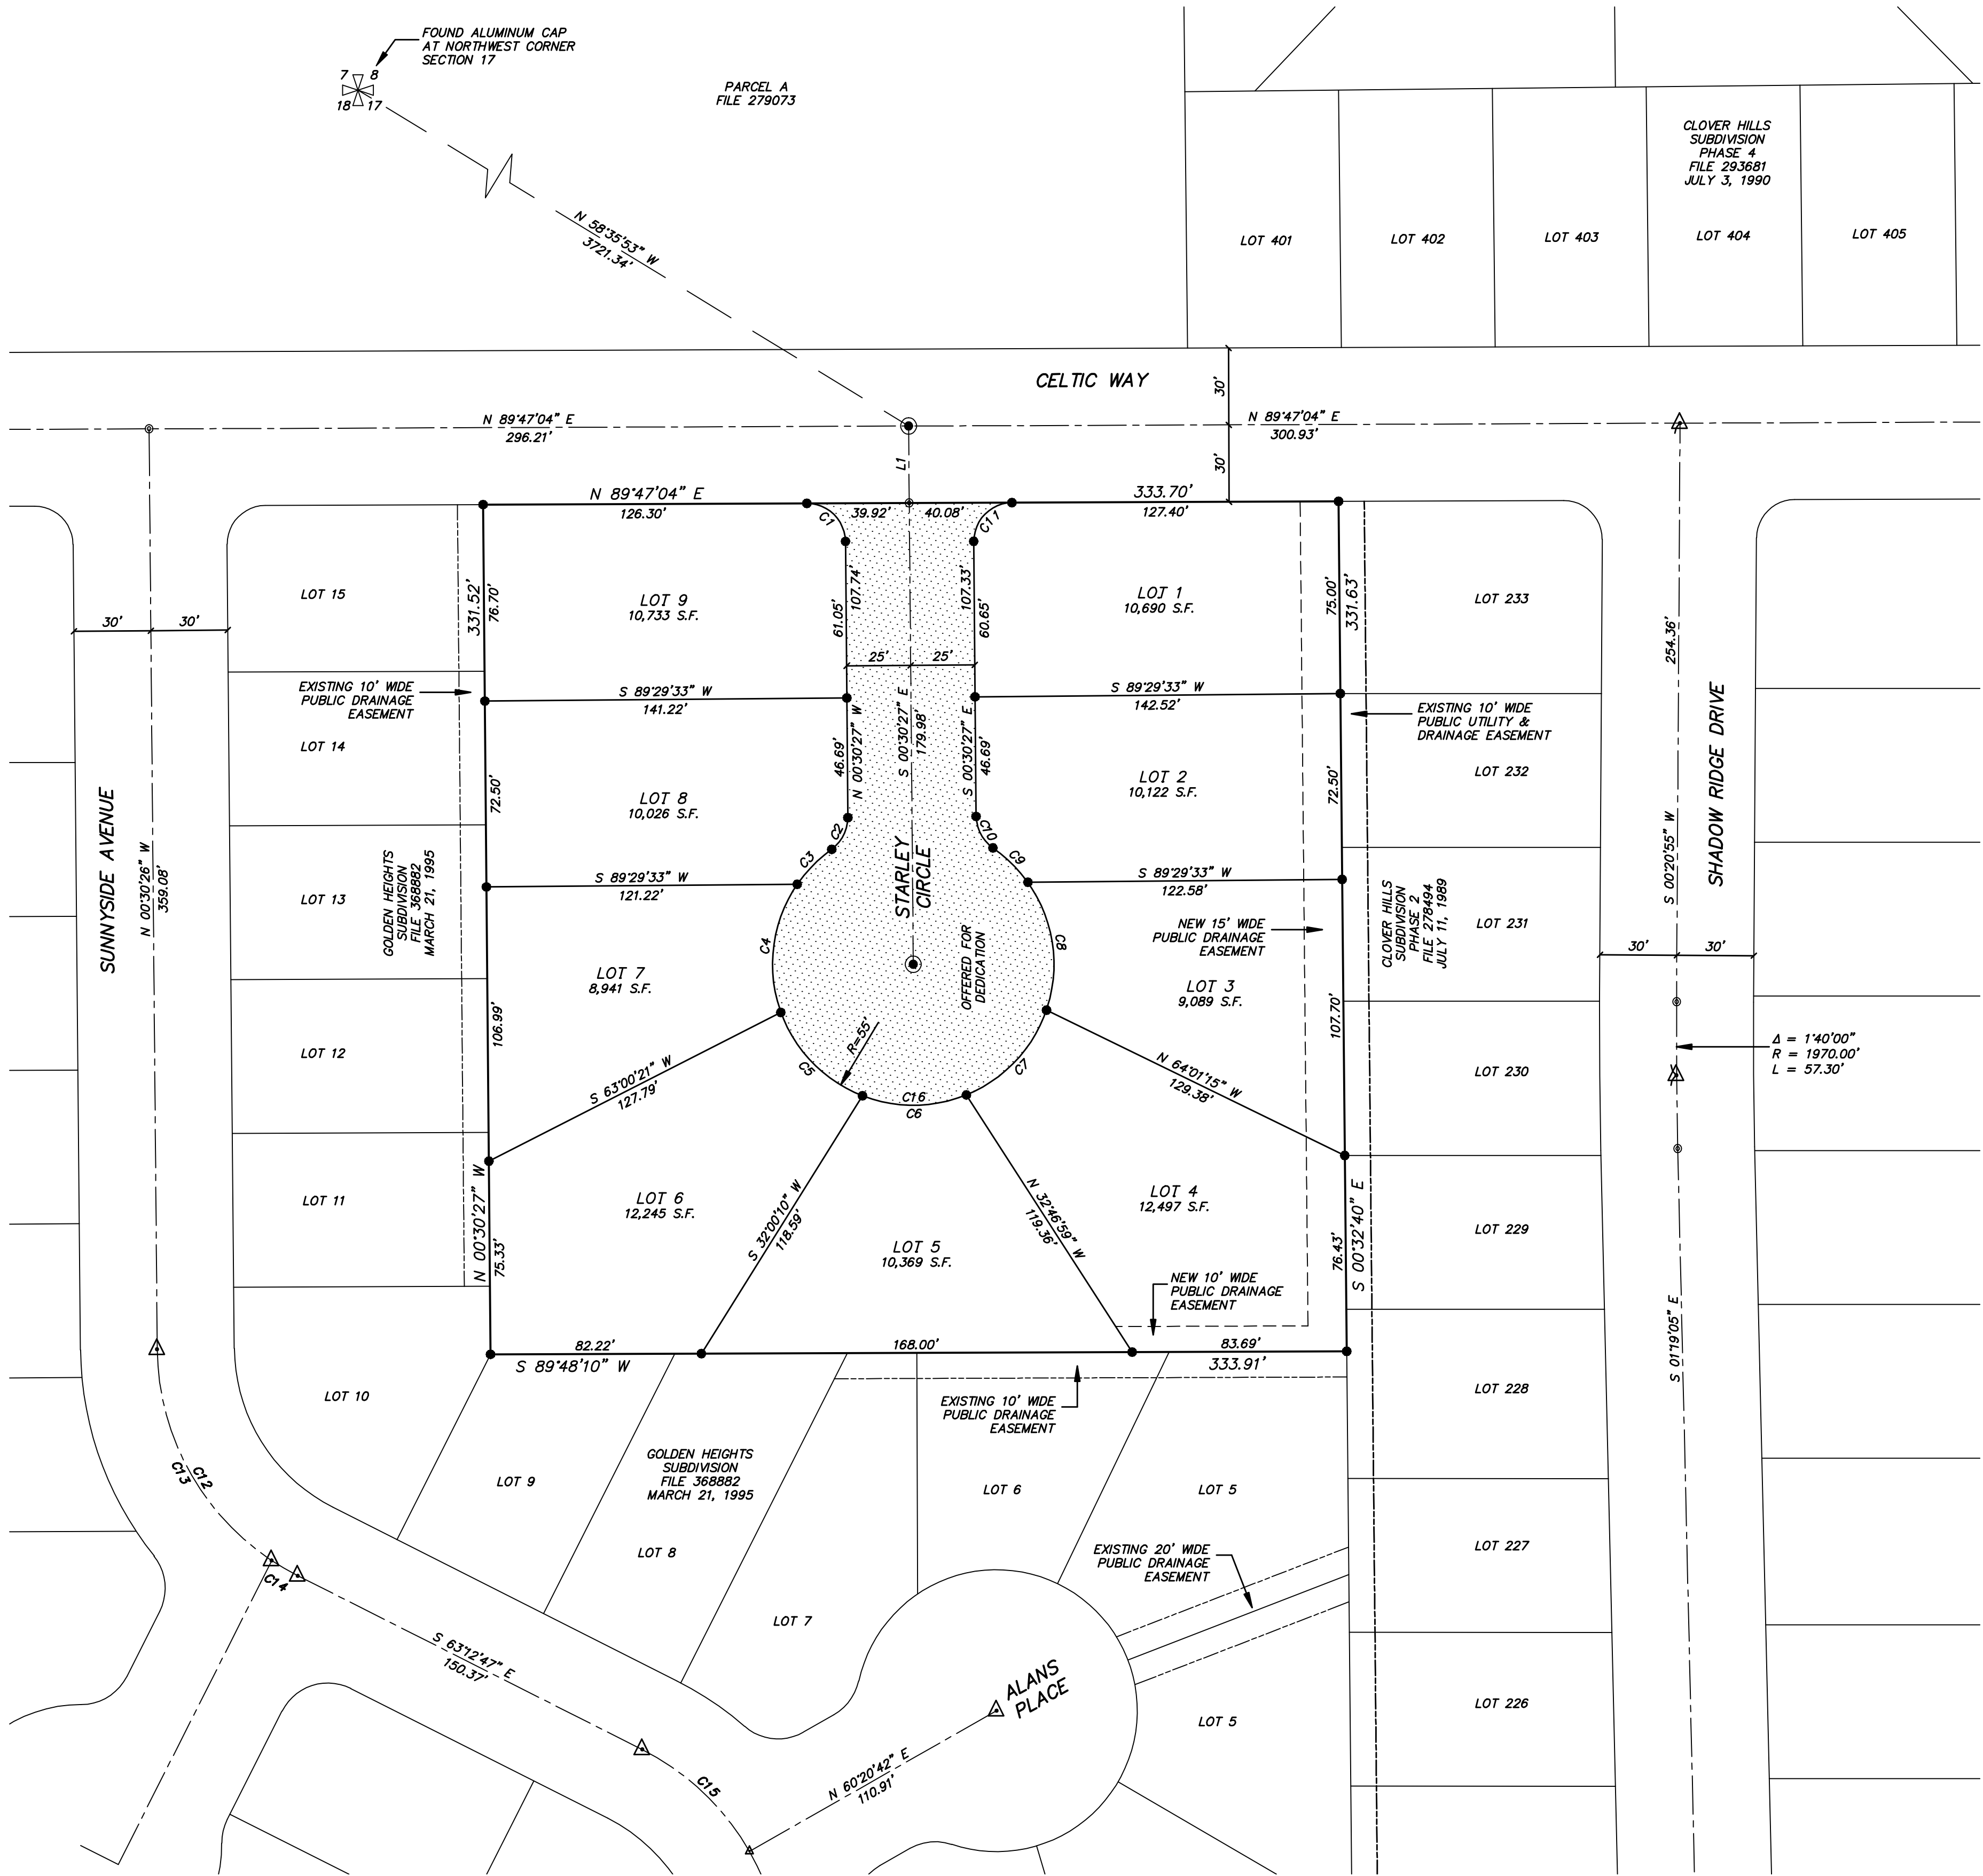 FOUND ALUMINUM CAP
AT NORTHWEST CORNER
SECTION 17
7 8
18 17
PARCEL A
FILE 279073
CLOVER HILLS
SUBDIVISION
PHASE 4
FILE 293681
JULY 3, 1990
LOT 401
LOT 402
LOT 403
LOT 404
LOT 405
N 58°35'53" W
3721.34'
CELTIC WAY
30'
30'
N 89°47'04" E
296.21'
N 89°47'04" E
300.93'
L1
N 89°47'04" E
333.70'
126.30'
39.92'
40.08'
127.40'
C1
C11
LOT 15
30'
30'
331.52'
76.70'
LOT 9
10,733 S.F.
61.05'
107.74'
107.33'
60.65'
LOT 1
10,690 S.F.
75.00'
331.63'
LOT 233
254.36'
25'
25'
EXISTING 10' WIDE
PUBLIC DRAINAGE
EASEMENT
S 89°29'33" W
141.22'
S 89°29'33" W
142.52'
EXISTING 10' WIDE
PUBLIC UTILITY &
DRAINAGE EASEMENT
LOT 14
72.50'
LOT 8
10,026 S.F.
46.69'
N 00°30'27" W
S 00°30'27" E
179.98'
S 00°30'27" E
46.69'
LOT 2
10,122 S.F.
72.50'
LOT 232
SHADOW RIDGE DRIVE
SUNNYSIDE AVENUE
N 00°30'26" W
359.08'
S 00°20'55" W
C2
C3
C10
C9
LOT 13
GOLDEN HEIGHTS
SUBDIVISION
FILE 368882
MARCH 21, 1995
S 89°29'33" W
121.22'
STARLEY
CIRCLE
S 89°29'33" W
122.58'
CLOVER HILLS
SUBDIVISION
PHASE 2
FILE 278494
JULY 11, 1989
LOT 231
NEW 15' WIDE
PUBLIC DRAINAGE
EASEMENT
30'
30'
C4
C8
OFFERED FOR
DEDICATION
LOT 7
8,941 S.F.
LOT 3
9,089 S.F.
106.99'
107.70'
R=55'
LOT 12
LOT 230
Δ = 1°40'00"
R = 1970.00'
L = 57.30'
S 63°00'21" W
127.79'
C5
C16
C6
C7
N 64°01'15" W
129.38'
LOT 11
N 00°30'27" W
75.33'
LOT 6
12,245 S.F.
S 32°00'10" W
118.59'
LOT 5
10,369 S.F.
N 32°46'59" W
119.36'
LOT 4
12,497 S.F.
76.43'
S 00°32'40" E
LOT 229
NEW 10' WIDE
PUBLIC DRAINAGE
EASEMENT
S 01°19'05" E
82.22'
168.00'
83.69'
S 89°48'10" W
333.91'
LOT 10
EXISTING 10' WIDE
PUBLIC DRAINAGE
EASEMENT
LOT 228
C13
C12
LOT 9
GOLDEN HEIGHTS
SUBDIVISION
FILE 368882
MARCH 21, 1995
LOT 6
LOT 5
LOT 8
EXISTING 20' WIDE
PUBLIC DRAINAGE
EASEMENT
LOT 227
C14
LOT 7
S 63°12'47" E
150.37'
ALANS
PLACE
LOT 5
LOT 226
C15
N 60°20'42" E
110.91'